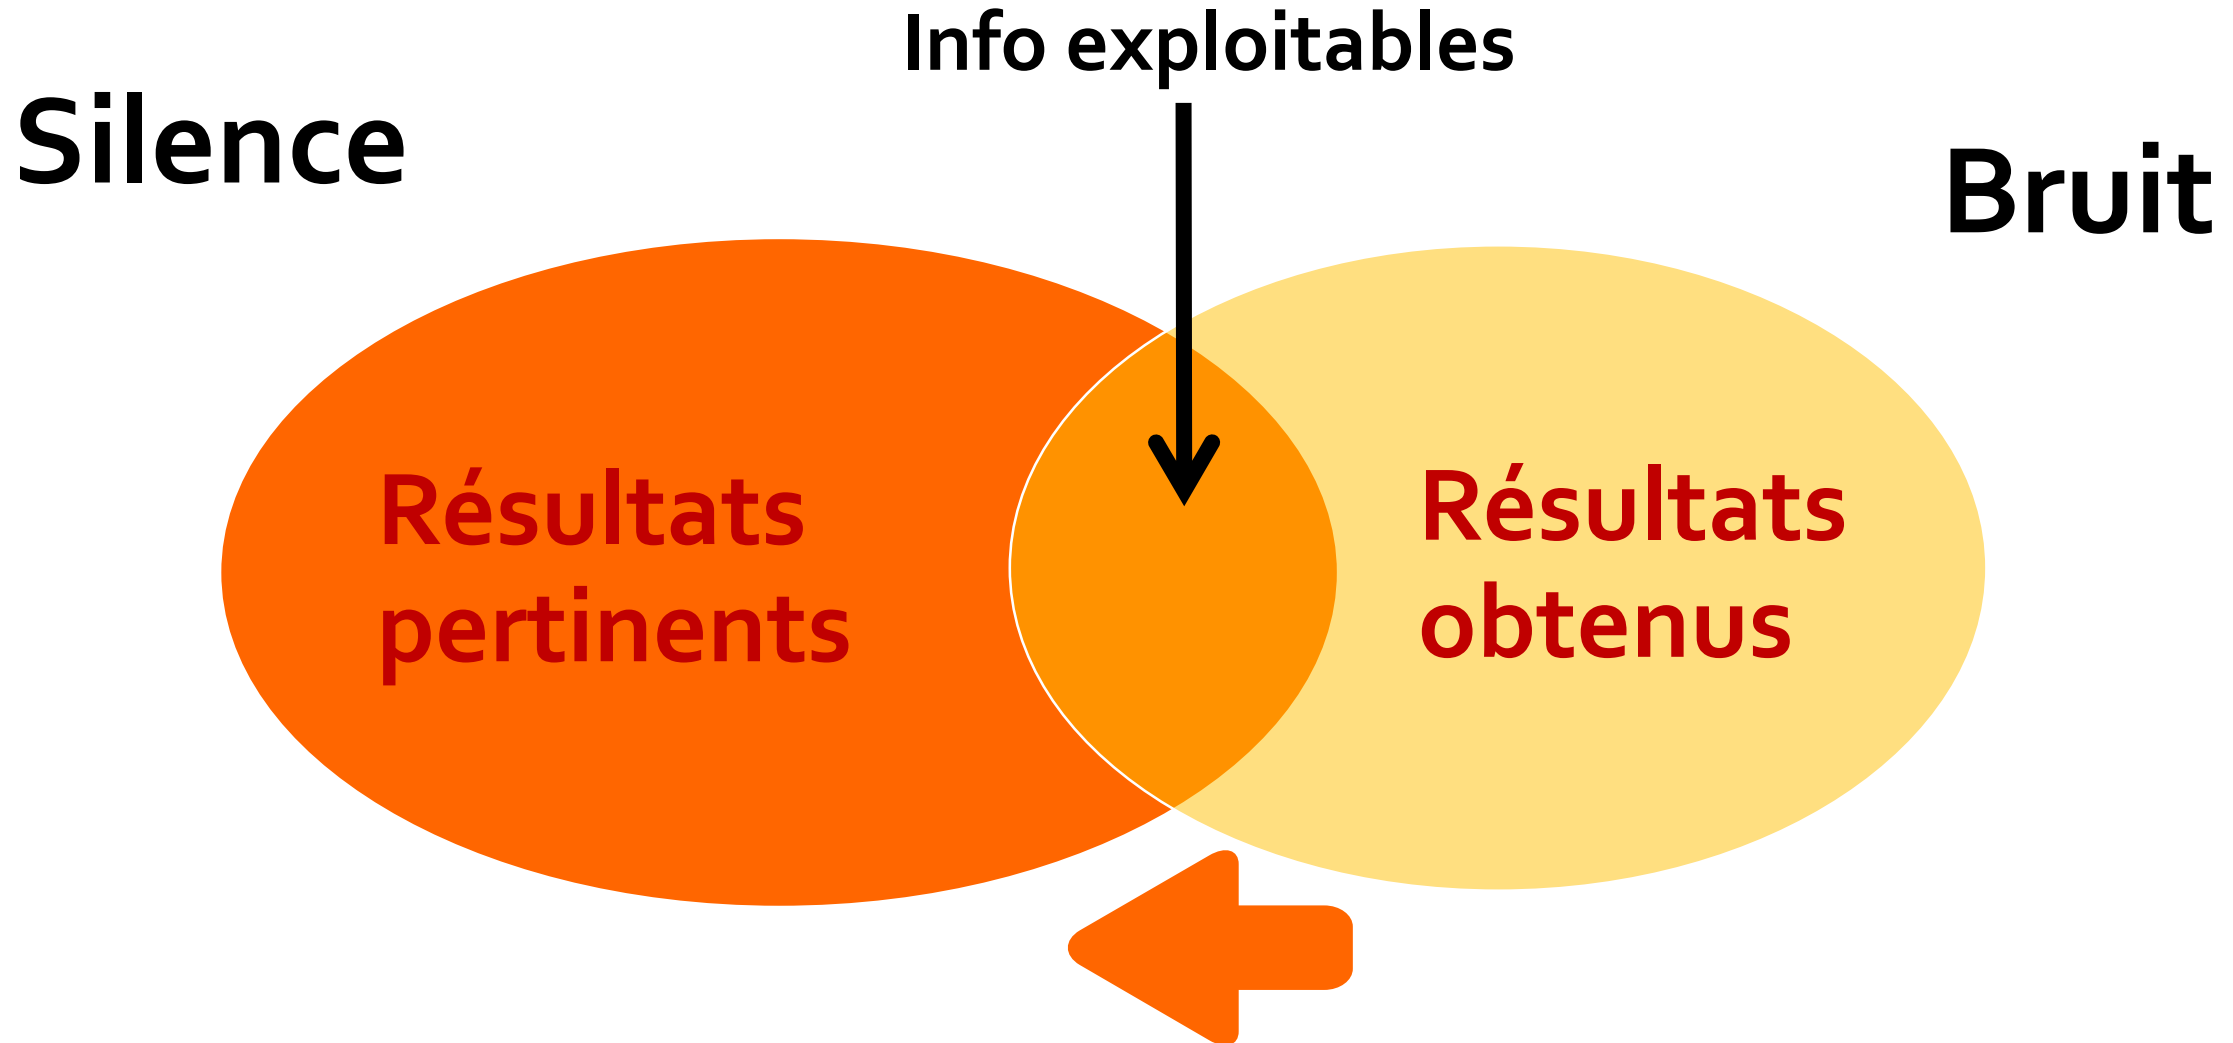 Info exploitables
Silence
Bruit
Résultats
pertinents
Résultats
obtenus